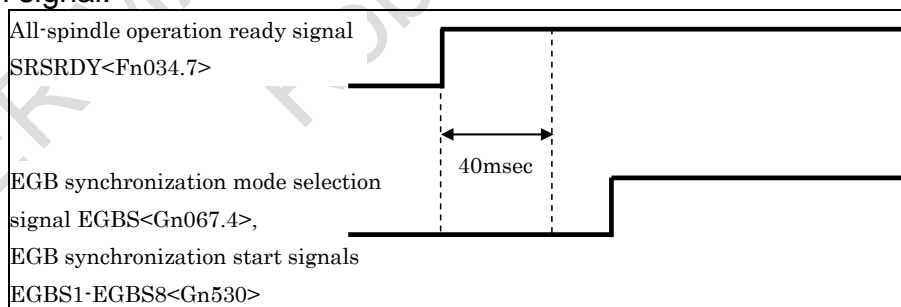 signal.
All-spindle operation ready signal
SRSRDY<Fn034.7>
40msec
EGB synchronization mode selection
signal EGBS<Gn067.4>,
EGB synchronization start signals
EGBS1-EGBS8<Gn530>